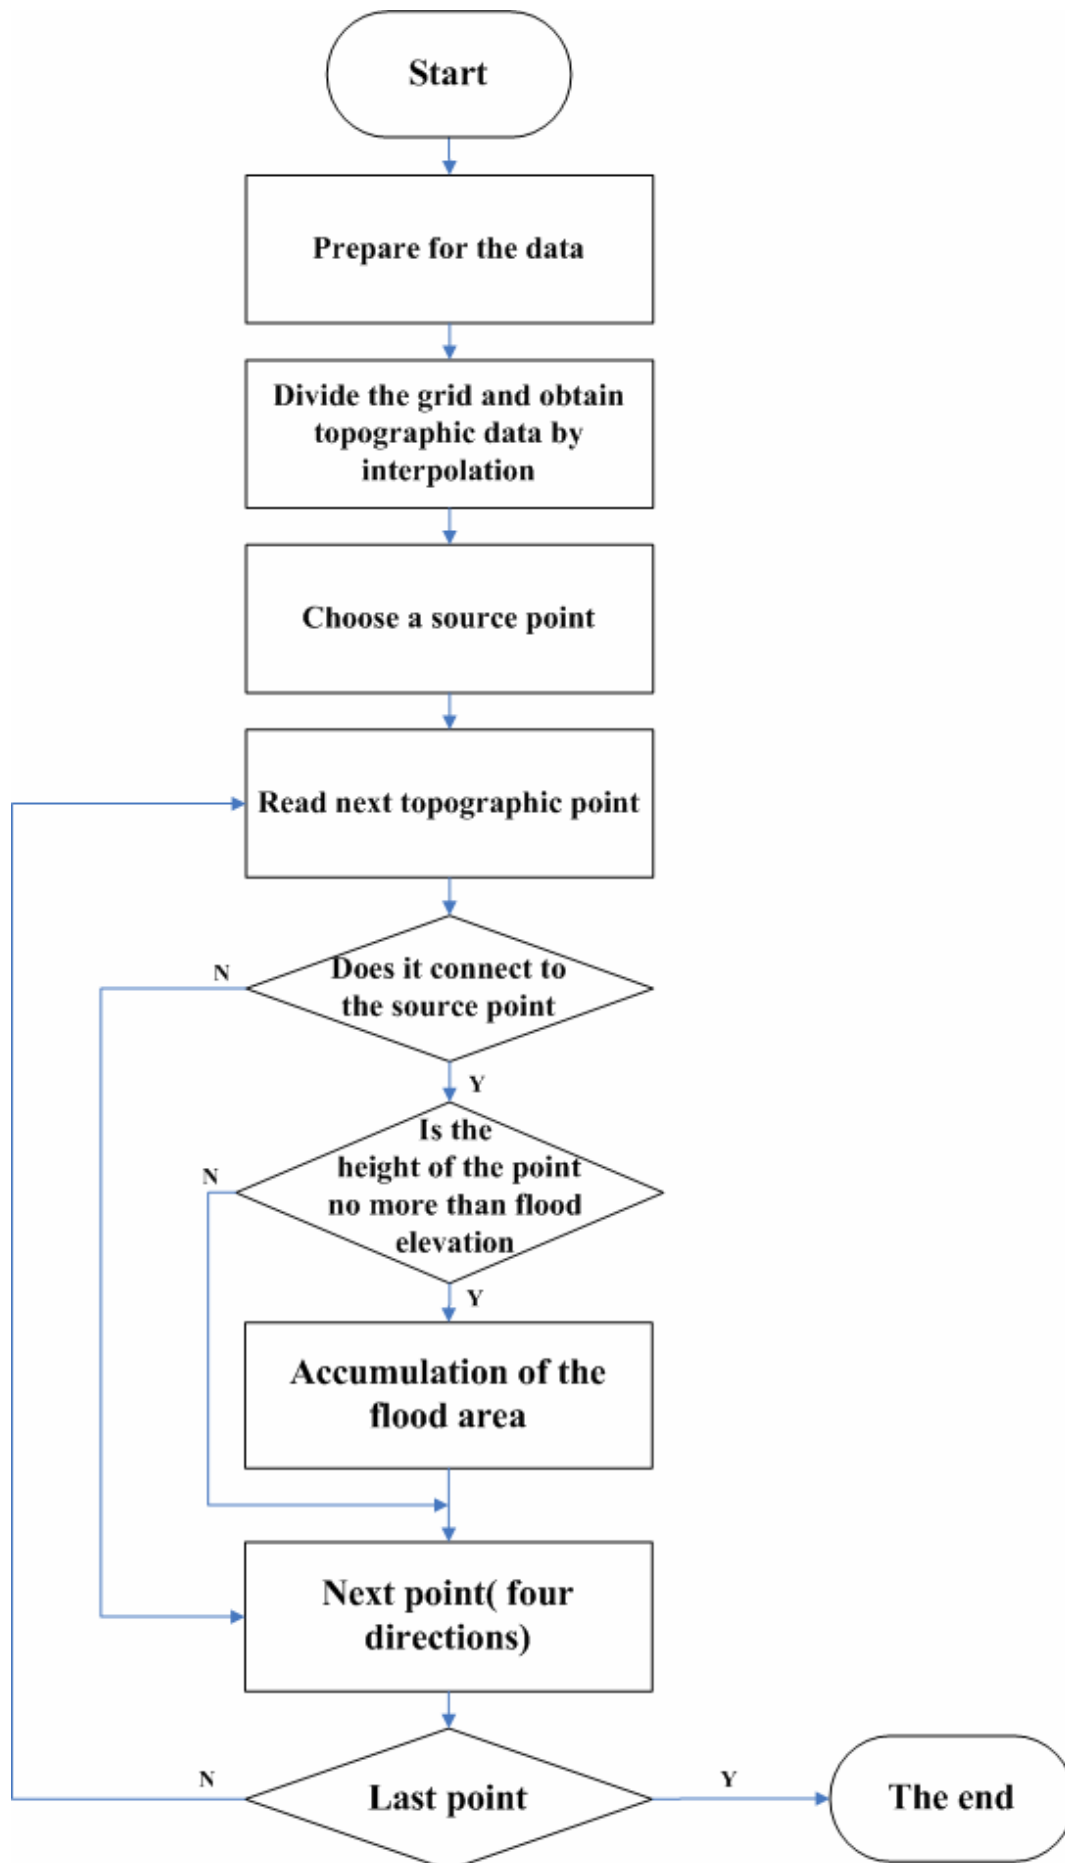 Start
Prepare for the data
Divide the grid and obtain
topographic data by
interpolation
Choose a source point
Read next topographic point
N
Does it connect to
the source point
Y
Is the
height of the point
no more than flood
elevation
N
Y
Accumulation of the
flood area
Next point( four
directions)
N
Last point
Y
The end